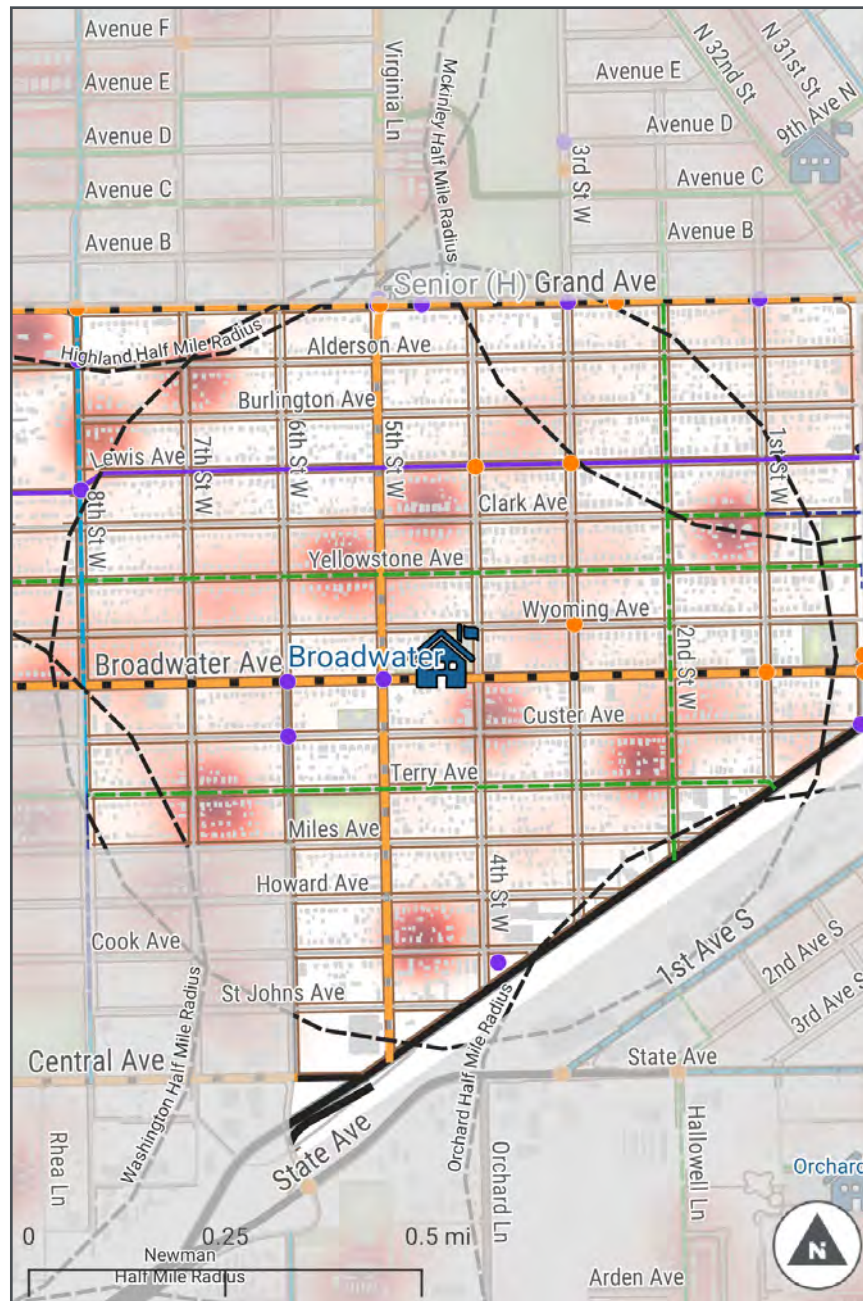 Avenue F
Avenue E
Avenue D
Avenue C
Avenue B
Virginia Ln
Mckinley Half Mile Radius
3rd St W
N 32nd St
N 31st St
9th Ave N
Avenue E
Avenue D
Avenue C
Avenue B
Senior (H)
Grand Ave
Highland Half Mile Radius
Alderson Ave
Burlington Ave
Lewis Ave
8th St W
7th St W
6th St W
5th St W
1st St W
Clark Ave
Yellowstone Ave
Wyoming Ave
Broadwater Ave
Broadwater
2nd St W
Custer Ave
Terry Ave
Miles Ave
Howard Ave
4th St W
Cook Ave
St Johns Ave
1st Ave S
2nd Ave S
3rd Ave S
Central Ave
Washington Half Mile Radius
Orchard Half Mile Radius
State Ave
State Ave
Rhea Ln
Orchard Ln
Hallowell Ln
Orchard
0
0.25
0.5 mi
Newman
Half Mile Radius
Arden Ave
N